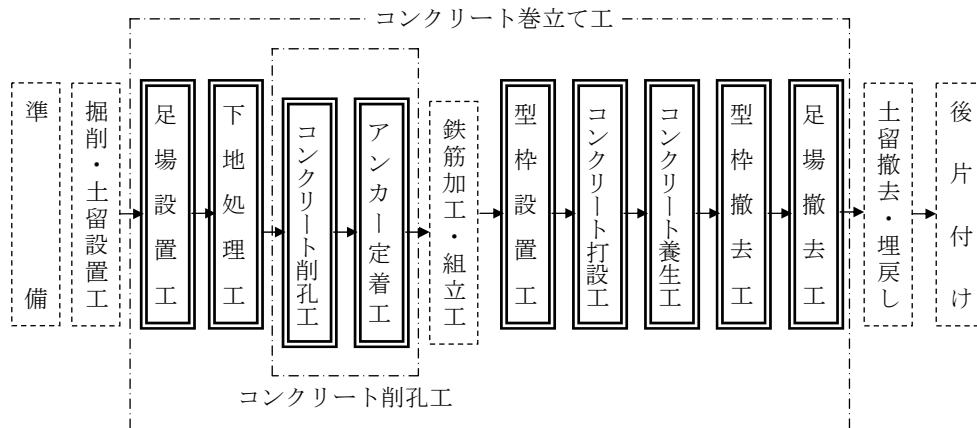 コンクリート巻立て工
準備
掘削・土留設置工
足場設置工
下地処理工
コンクリート削孔工
アンカー定着工
鉄筋加工・組立工
型枠設置工
コンクリート打設工
コンクリート養生工
型枠撤去工
足場撤去工
土留撤去・埋戻し
後片付け
コンクリート削孔工